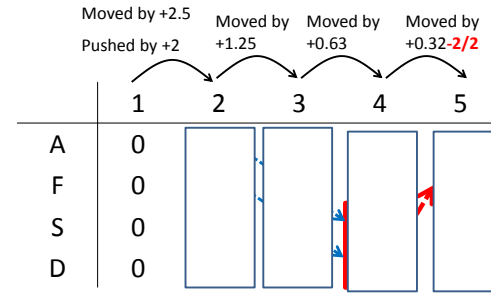 Moved by +2.5
Pushed by +2
Moved by
+1.25
Moved by
+0.63
Moved by
+0.32-2/2
1 2 3 4 5
A 0
F 0
S 0
D 0